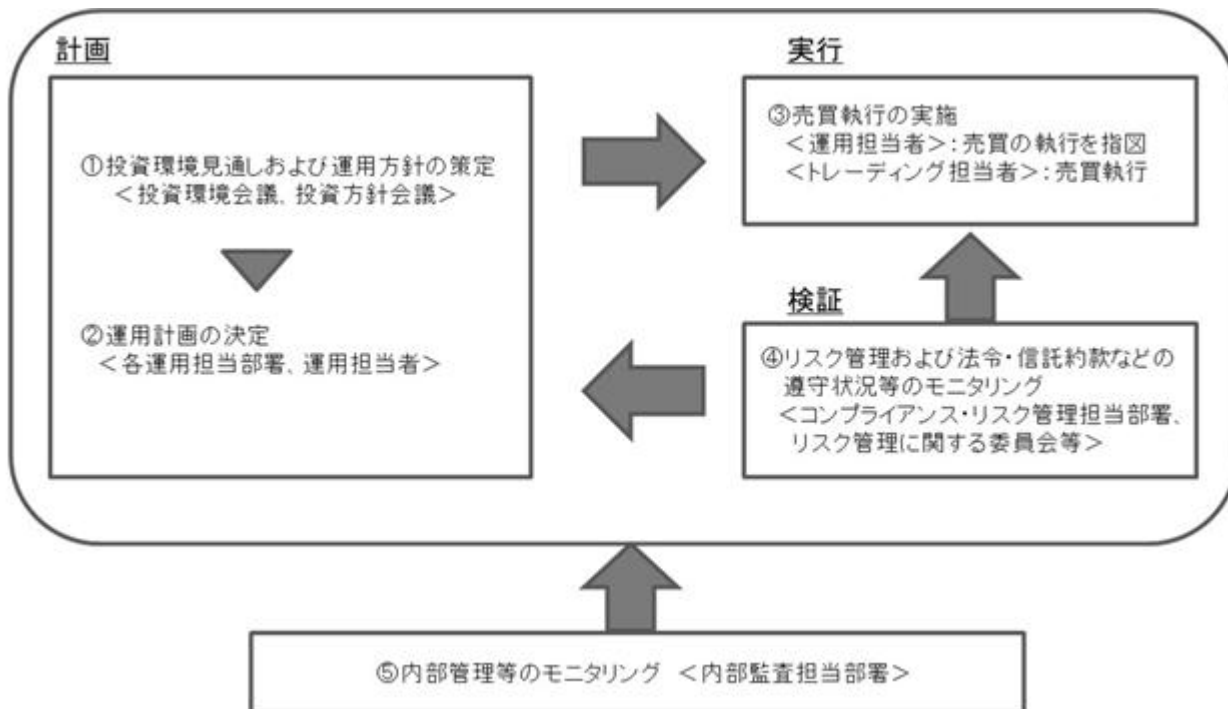 計画
①投資環境見通しおよび運用方針の策定
＜投資環境会議、投資方針会議＞
②運用計画の決定
＜各運用担当部署、運用担当者＞
実行
③売買執行の実施
＜運用担当者＞：売買の執行を指図
＜トレーディング担当者＞：売買執行
検証
④リスク管理および法令・信託約款などの
遵守状況等のモニタリング
＜コンプライアンス・リスク管理担当部署、
リスク管理に関する委員会等＞
⑤内部管理等のモニタリング ＜内部監査担当部署＞